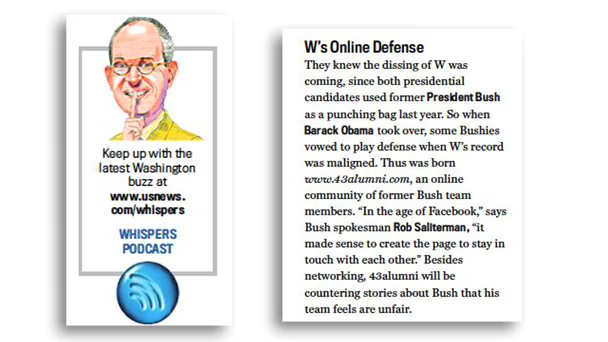 Keep up with the
latest Washington
buzz at
www.usnews.
com/whispers
WHISPERS
PODCAST
W's Online Defense
They knew the dissing of W was
coming, since both presidential
candidates used former President Bush
as a punching bag last year. So when
Barack Obama took over, some Bushies
vowed to play defense when W's record
was maligned. Thus was born
www.43alumni.com, an online
community of former Bush team
members. “In the age of Facebook,” says
Bush spokesman Rob Saliterman, “it
made sense to create the page to stay in
touch with each other.” Besides
networking, 43alumni will be
countering stories about Bush that his
team feels are unfair.